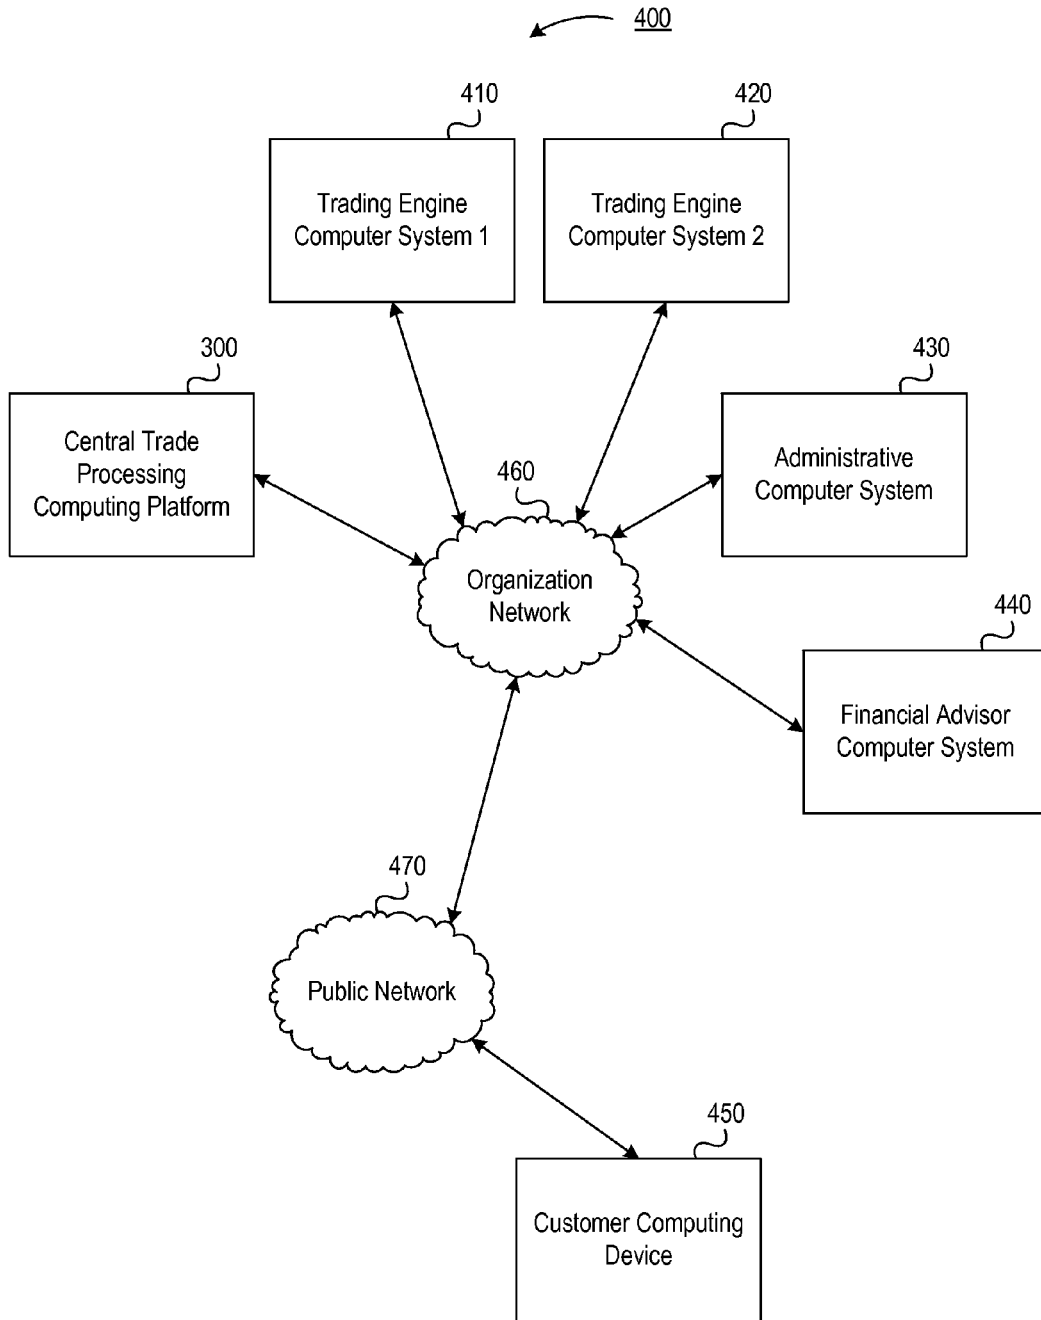 400
410
420
Trading Engine
Computer System 1
Trading Engine
Computer System 2
300
430
Central Trade
Processing
Computing Platform
Administrative
Computer System
460
Organization
Network
440
Financial Advisor
Computer System
470
Public Network
450
Customer Computing
Device